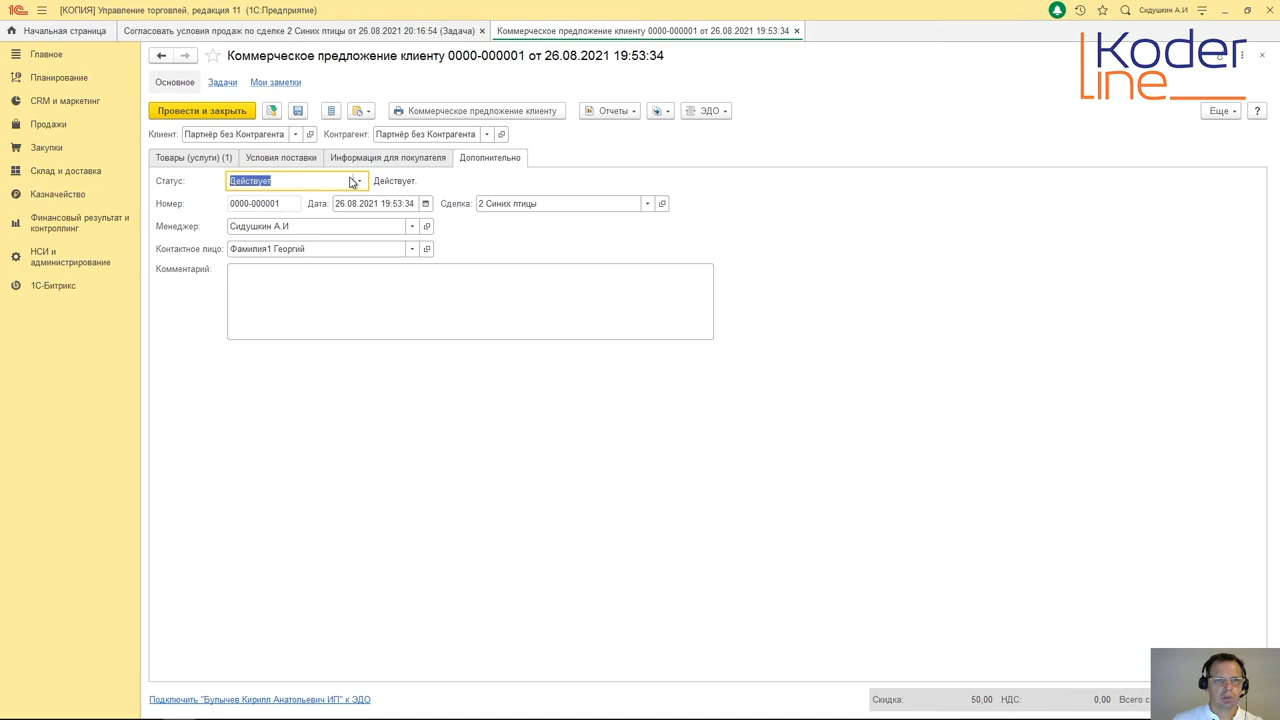 [КОПИЯ] Управление торговлей, редакция 11 (1С:Предприятие)
Сидушкин А.И
Начальная страница
Согласовать условия продаж по сделке 2 Синих птицы от 26.08.2021 20:16:54 (Задача) ×
Коммерческое предложение клиенту 0000-000001 от 26.08.2021 19:53:34 ×
Главное
Планирование
CRM и маркетинг
Продажи
Закупки
Склад и доставка
Казначейство
Финансовый результат и
контроллинг
НСИ и
администрирование
1С-Битрикс
Коммерческое предложение клиенту 0000-000001 от 26.08.2021 19:53:34
Koder
line
Основное
Задачи
Мои заметки
Провести и закрыть
Коммерческое предложение клиенту
Отчеты
ЭДО
Еще
?
Клиент: Партнёр без Контрагента
Контрагент: Партнёр без Контрагента
Товары (услуги) (1)
Условия поставки
Информация для покупателя
Дополнительно
Статус: Действует Действует.
Номер: 0000-000001 Дата: 26.08.2021 19:53:34 Сделка: 2 Синих птицы
Менеджер: Сидушкин А.И
Контактное лицо: Фамилия1 Георгий
Комментарий:
Подключить "Булычев Кирилл Анатольевич ИП" к ЭДО
Скидка: 50,00 НДС: 0,00 Всего с